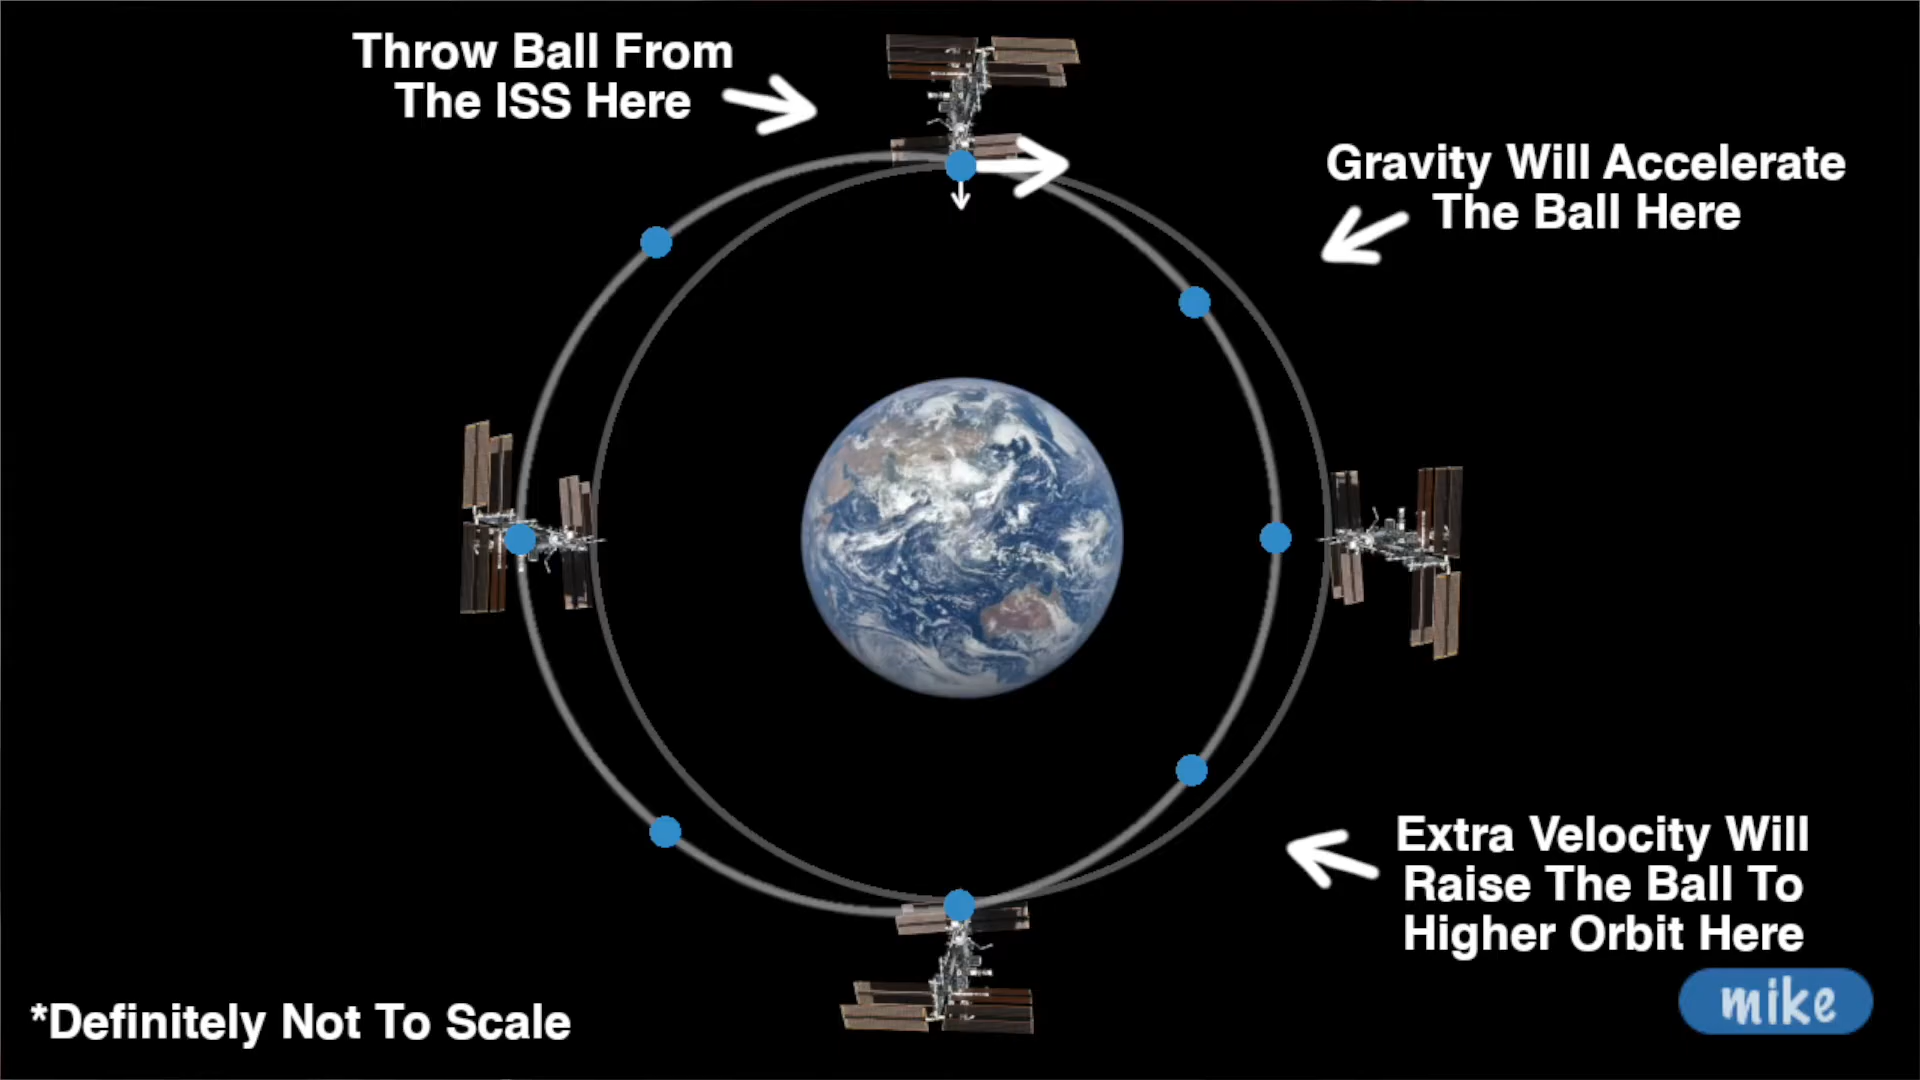 Throw Ball From
The ISS Here
Gravity Will Accelerate
The Ball Here
Extra Velocity Will
Raise The Ball To
Higher Orbit Here
*Definitely Not To Scale
mike